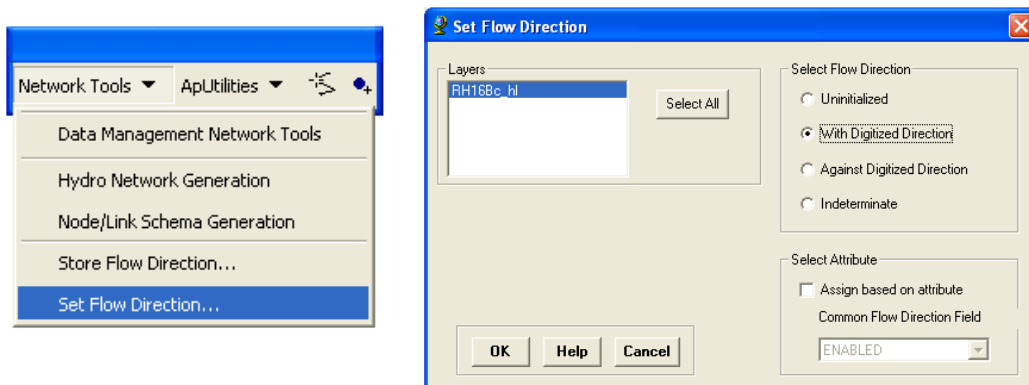 Network Tools ApUtilities
Data Management Network Tools
Hydro Network Generation
Node/Link Schema Generation
Store Flow Direction...
Set Flow Direction...
Set Flow Direction
Layers
RH16Bc_hl
Select All
Select Flow Direction
Uninitialized
With Digitized Direction
Against Digitized Direction
Indeterminate
Select Attribute
Assign based on attribute
Common Flow Direction Field
ENABLED
OK Help Cancel